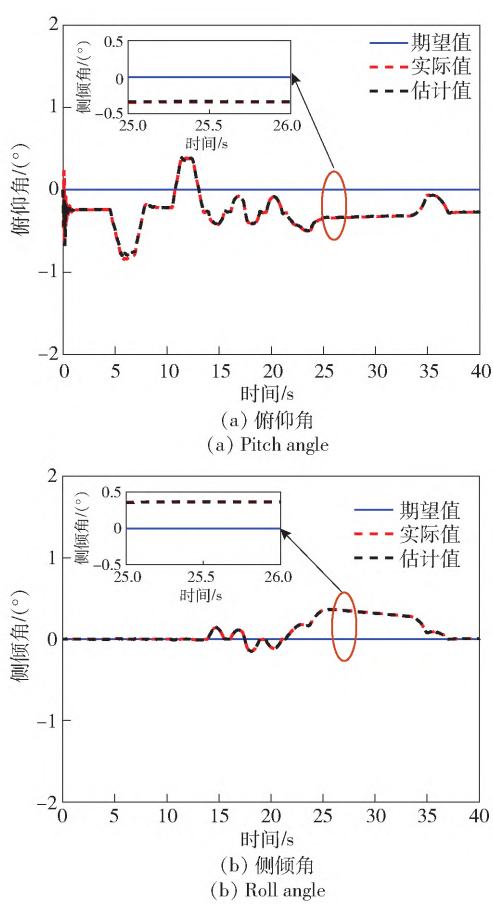 2
1
0
-1
-2
俯仰角/(°)
0.5
0
-0.5
侧倾角/(°)
25.0 25.5 26.0
时间/s
期望值
实际值
估计值
0 5 10 15 20 25 30 35 40
时间/s
(a) 俯仰角
(a) Pitch angle
2
1
0
-1
-2
侧倾角/(°)
0.5
0
-0.5
侧倾角/(°)
25.0 25.5 26.0
时间/s
期望值
实际值
估计值
0 5 10 15 20 25 30 35 40
时间/s
(b) 侧倾角
(b) Roll angle